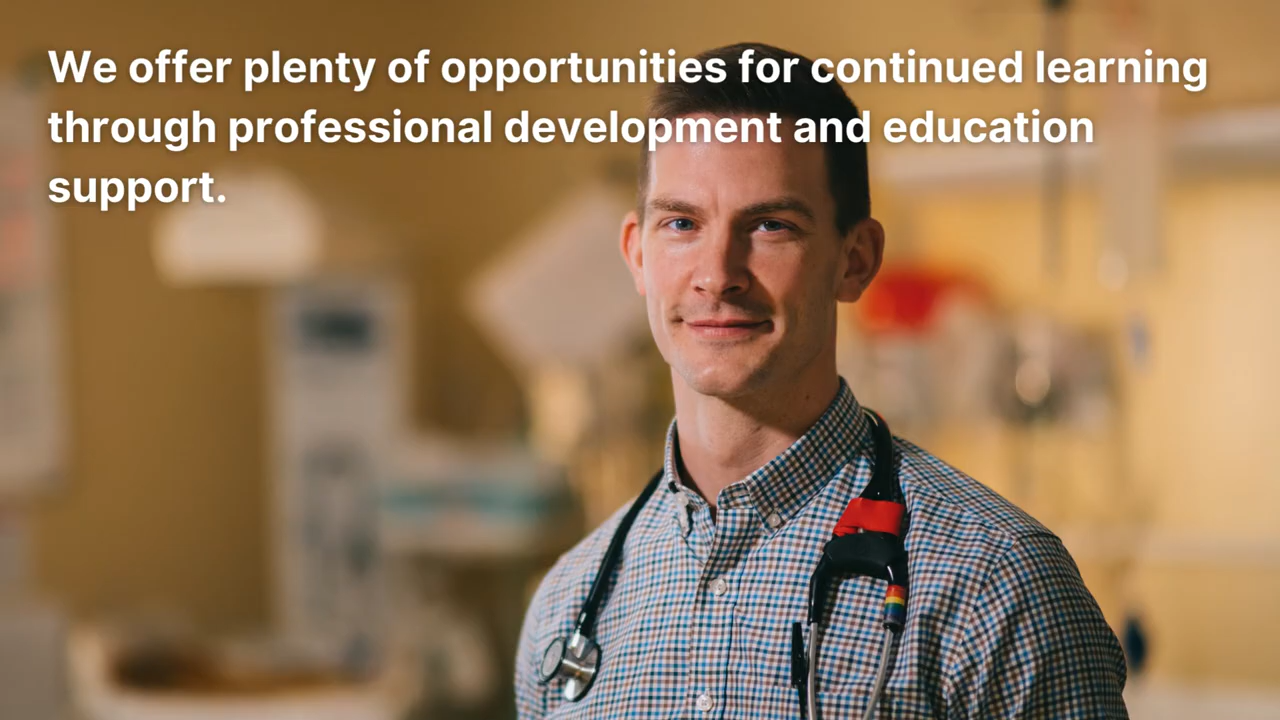 We offer plenty of opportunities for continued learning
through professional development and education
support.